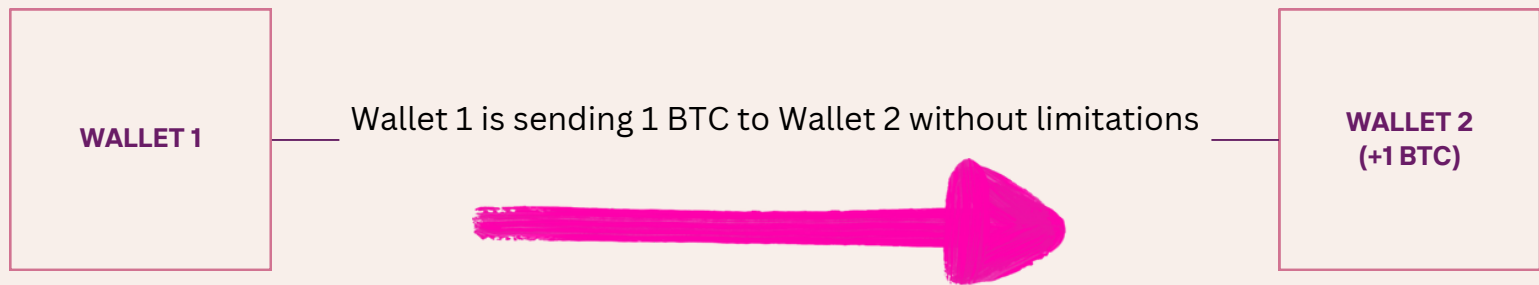 WALLET 1
Wallet 1 is sending 1 BTC to Wallet 2 without limitations
WALLET 2
(+1 BTC)